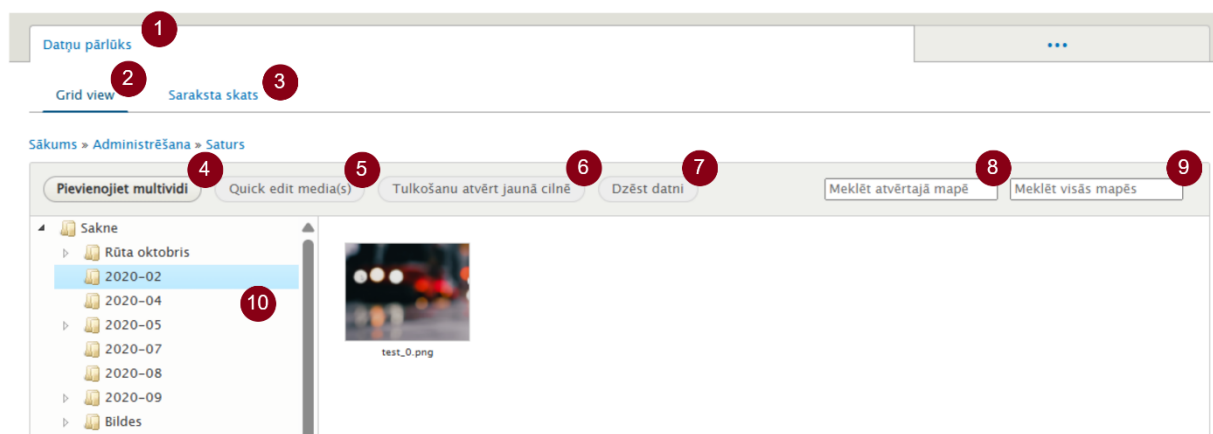 1
Datņu pārlūks
•••
2
3
Grid view Saraksta skats
Sākums » Administrēšana » Saturs
4 5 6 7 8 9
Pievienojiet multividi Quick edit media(s) Tulkošanu atvērt jaunā cilnē Dzēst datni Meklēt atvērtajā mapē Meklēt visās mapēs
Sakne
Rūta oktobris
2020-02
10
2020-04
2020-05
2020-07
2020-08
2020-09
Bildes
test_0.png